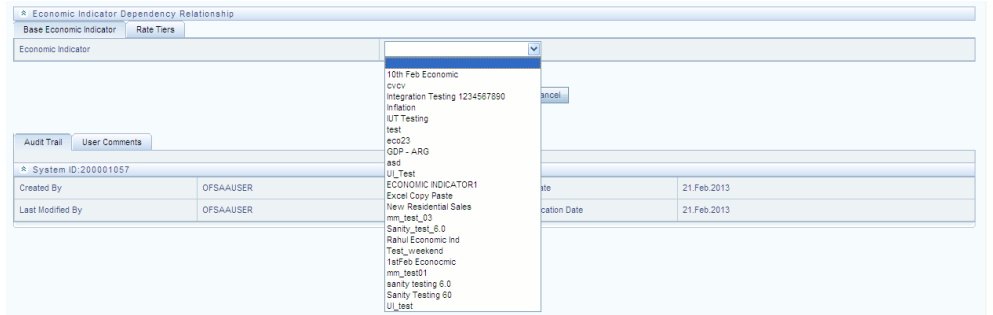 Economic Indicator Dependency Relationship
Base Economic Indicator Rate Tiers
Economic Indicator
10th Feb Economic
cvcv
Integration Testing 1234567890
Inflation
IUT Testing
test
eco23
GDP - ARG
asd
UI_Test
ECONOMIC INDICATOR1
Excel Copy Paste
New Residential Sales
mm_test_03
Sanity_test_6.0
Rahul Economic Ind
Test_weekend
1stFeb Econocmic
mm_test01
sanity testing 6.0
Sanity Testing 60
UI_test
ancel
Audit Trail User Comments
System ID:200001057
Created By OFSAAUSER ate 21.Feb.2013
Last Modified By OFSAAUSER cation Date 21.Feb.2013